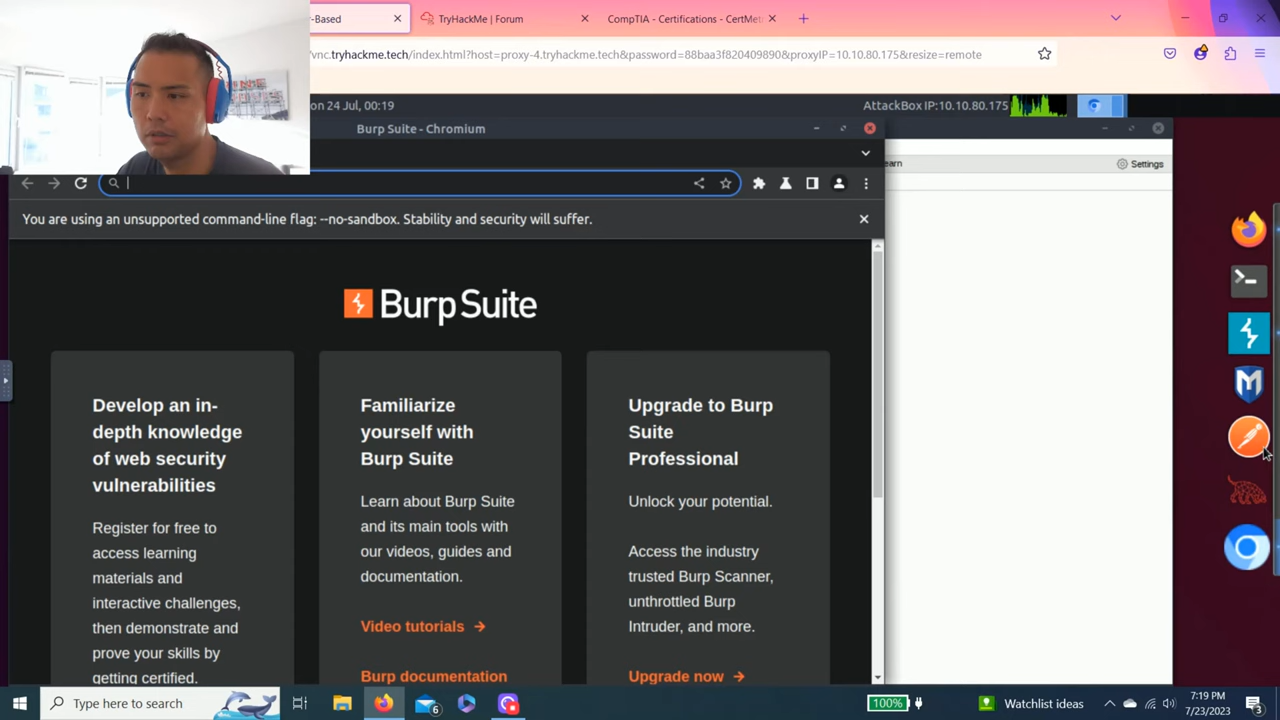 r-Based
TryHackMe | Forum
CompTIA - Certifications - CertMet
vnc.tryhackme.tech/index.html?host=proxy-4.tryhackme.tech&password=88baa3f820409890&proxyIP=10.10.80.175&resize=remote
on 24 Jul, 00:19
AttackBox IP:10.10.80.175
Burp Suite - Chromium
earn
Settings
You are using an unsupported command-line flag: --no-sandbox. Stability and security will suffer.
Burp Suite
Develop an in-
depth knowledge
of web security
vulnerabilities
Register for free to
access learning
materials and
interactive challenges,
then demonstrate and
prove your skills by
getting certified.
Familiarize
yourself with
Burp Suite
Learn about Burp Suite
and its main tools with
our videos, guides and
documentation.
Video tutorials →
Burp documentation
Upgrade to Burp
Suite
Professional
Unlock your potential.
Access the industry
trusted Burp Scanner,
unthrottled Burp
Intruder, and more.
Upgrade now →
Type here to search
6
100%
Watchlist ideas
7:19 PM
7/23/2023
3